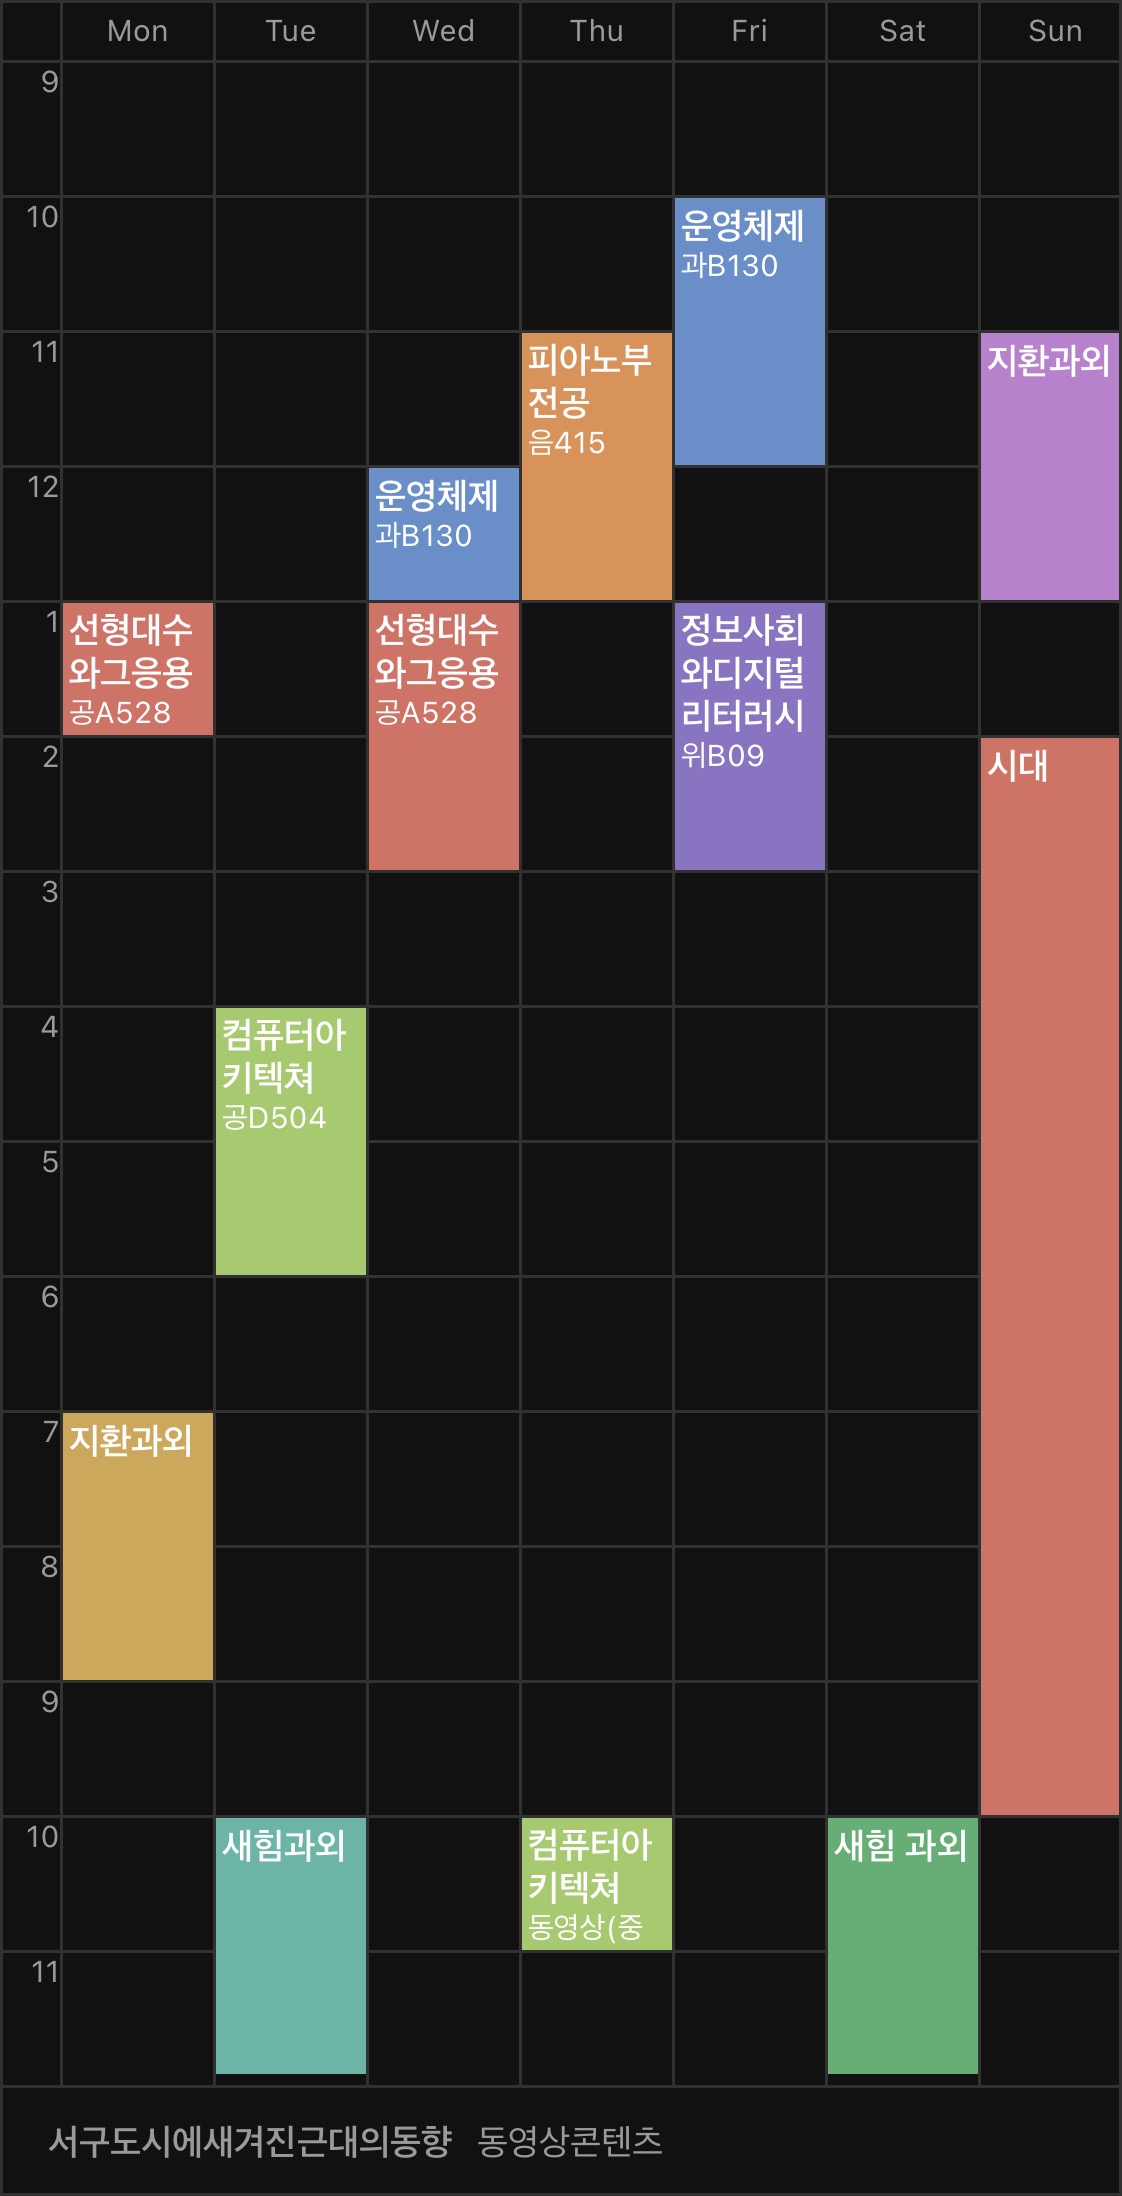 Mon Tue Wed Thu Fri Sat Sun
9
10
운영체제
과B130
11
피아노부
전공
음415
지환과외
12
운영체제
과B130
1
선형대수
와그응용
공A528
선형대수
와그응용
공A528
정보사회
와디지털
리터러시
위B09
2
시대
3
4
컴퓨터아
키텍쳐
공D504
5
6
7
지환과외
8
9
10
새힘과외
컴퓨터아
키텍쳐
동영상(중
새힘 과외
11
서구도시에새겨진근대의동향 동영상콘텐츠